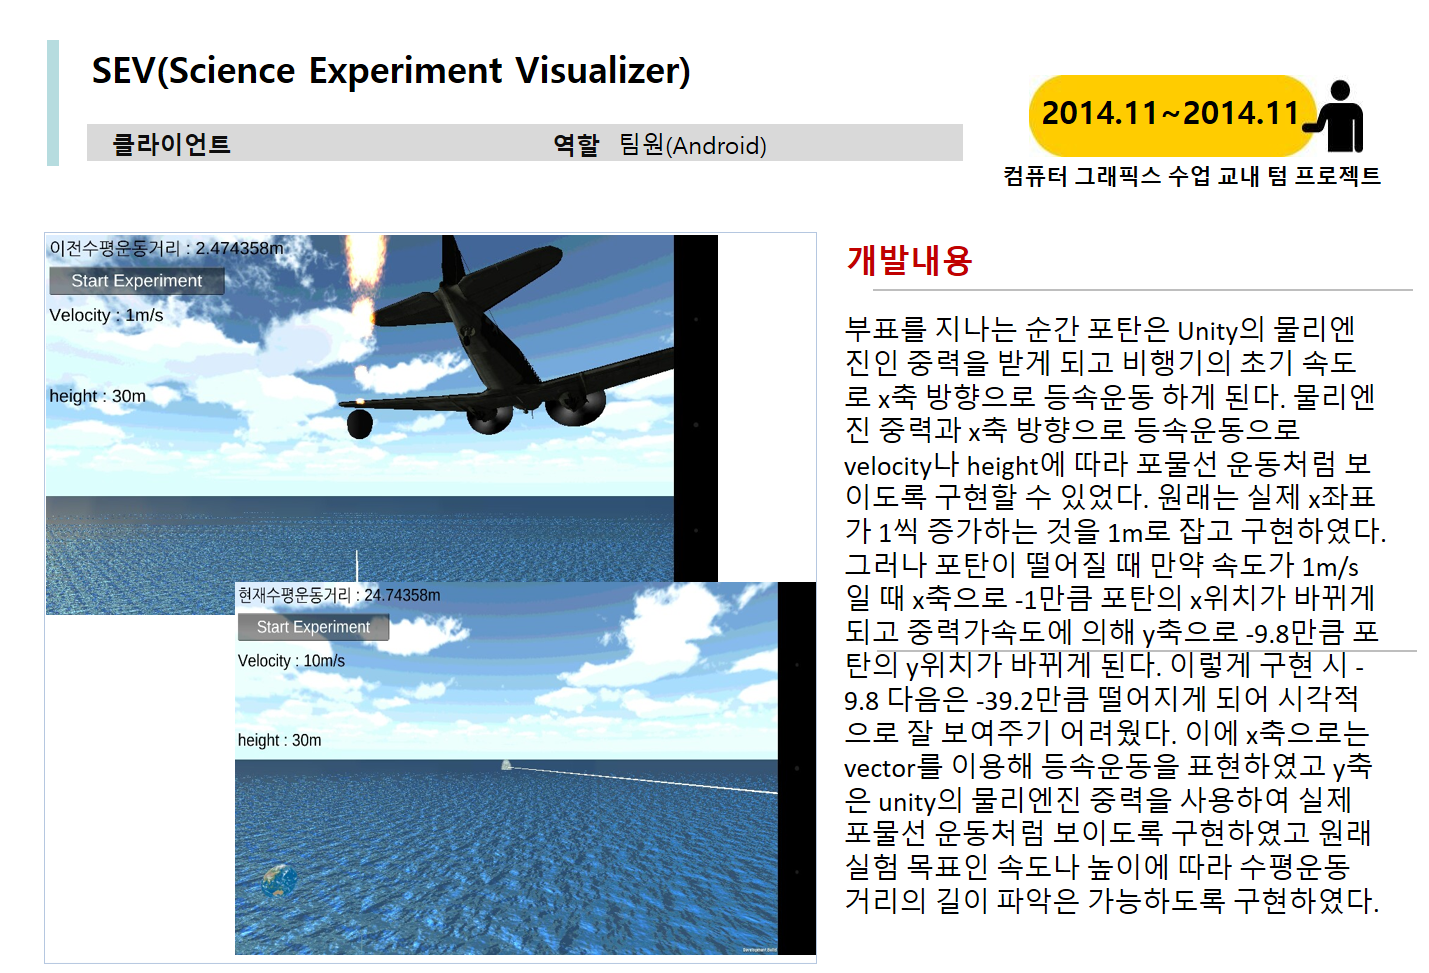 SEV(Science Experiment Visualizer)
클라이언트 역할 팀원(Android)
2014.11~2014.11
컴퓨터 그래픽스 수업 교내 텀 프로젝트
이전수평운동거리 : 2.474358m
Start Experiment
Velocity : 1m/s
height : 30m
현재수평운동거리 : 24.74358m
Start Experiment
Velocity : 10m/s
height : 30m
Development Build
개발내용
부표를 지나는 순간 포탄은 Unity의 물리엔
진인 중력을 받게 되고 비행기의 초기 속도
로 x축 방향으로 등속운동 하게 된다. 물리엔
진 중력과 x축 방향으로 등속운동으로
velocity나 height에 따라 포물선 운동처럼 보
이도록 구현할 수 있었다. 원래는 실제 x좌표
가 1씩 증가하는 것을 1m로 잡고 구현하였다.
그러나 포탄이 떨어질 때 만약 속도가 1m/s
일 때 x축으로 -1만큼 포탄의 x위치가 바뀌게
되고 중력가속도에 의해 y축으로 -9.8만큼 포
탄의 y위치가 바뀌게 된다. 이렇게 구현 시 -
9.8 다음은 -39.2만큼 떨어지게 되어 시각적
으로 잘 보여주기 어려웠다. 이에 x축으로는
vector를 이용해 등속운동을 표현하였고 y축
은 unity의 물리엔진 중력을 사용하여 실제
포물선 운동처럼 보이도록 구현하였고 원래
실험 목표인 속도나 높이에 따라 수평운동
거리의 길이 파악은 가능하도록 구현하였다.